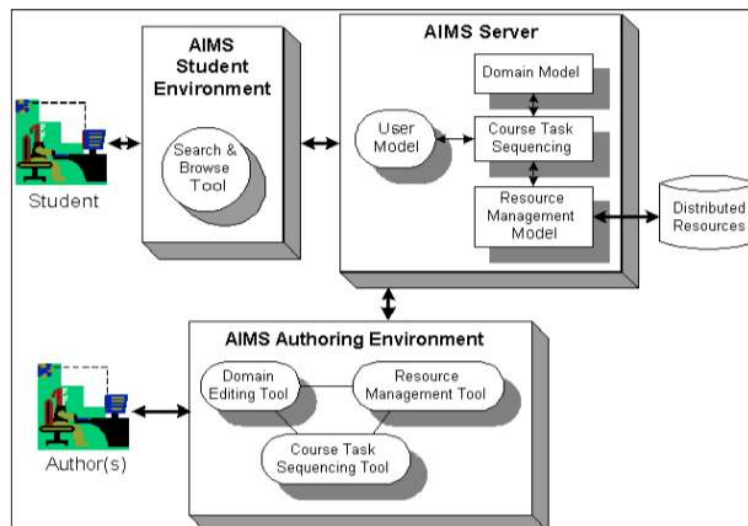 AIMS
Student
Environment
Search &
Browse
Tool
Student
AIMS Server
Domain Model
User
Model
Course Task
Sequencing
Resource
Management
Model
Distributed
Resources
AIMS Authoring Environment
Domain
Editing Tool
Resource
Management Tool
Course Task
Sequencing Tool
Author(s)